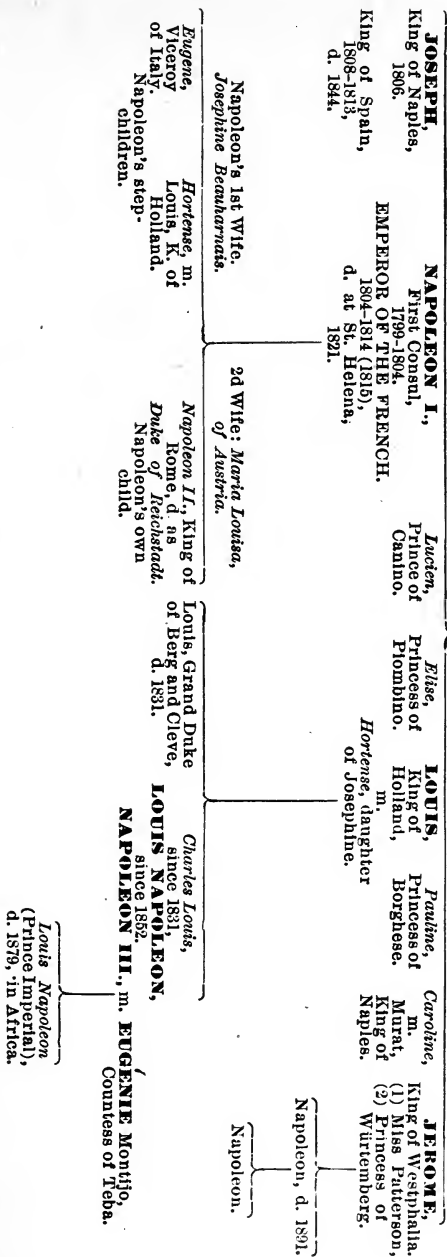 JOSEPH,
King of Naples,
1806.
King of Spain,
1808-1813,
d. 1844.
NAPOLEON I.,
First Consul,
1799-1804.
EMPEROR OF THE FRENCH.
1804-1814 (1815),
d. at St. Helena,
1821.
Lucien,
Prince of
Canino.
Elise,
Princess of
Piombino.
LOUIS,
King of
Holland,
m.
Hortense, daughter
of Josephine.
Pauline,
Princess of
Borghese.
Caroline,
m.
Murat,
King of
Naples.
JEROME,
King of Westphalia.
(1) Miss Patterson,
(2) Princess of
Würtemberg.
Napoleon's 1st Wife.
Josephine Beauharnais.
2d Wife: Maria Louisa,
of Austria.
Eugene,
Viceroy
of Italy.
Hortense, m.
Louis, K. of
Holland.
Napoleon's step-
children.
Napoleon II., King of
Rome, d. as
Duke of Reichstadt.
Napoleon's own
child.
Louis, Grand Duke
of Berg and Cleve,
d. 1831.
Charles Louis,
since 1831,
LOUIS NAPOLEON,
since 1852.
NAPOLEON III., m. EUGENIE Montijo,
Countess of Teba.
Louis Napoleon
(Prince Imperial),
d. 1879, in Africa.
Napoleon, d. 1891.
Napoleon.